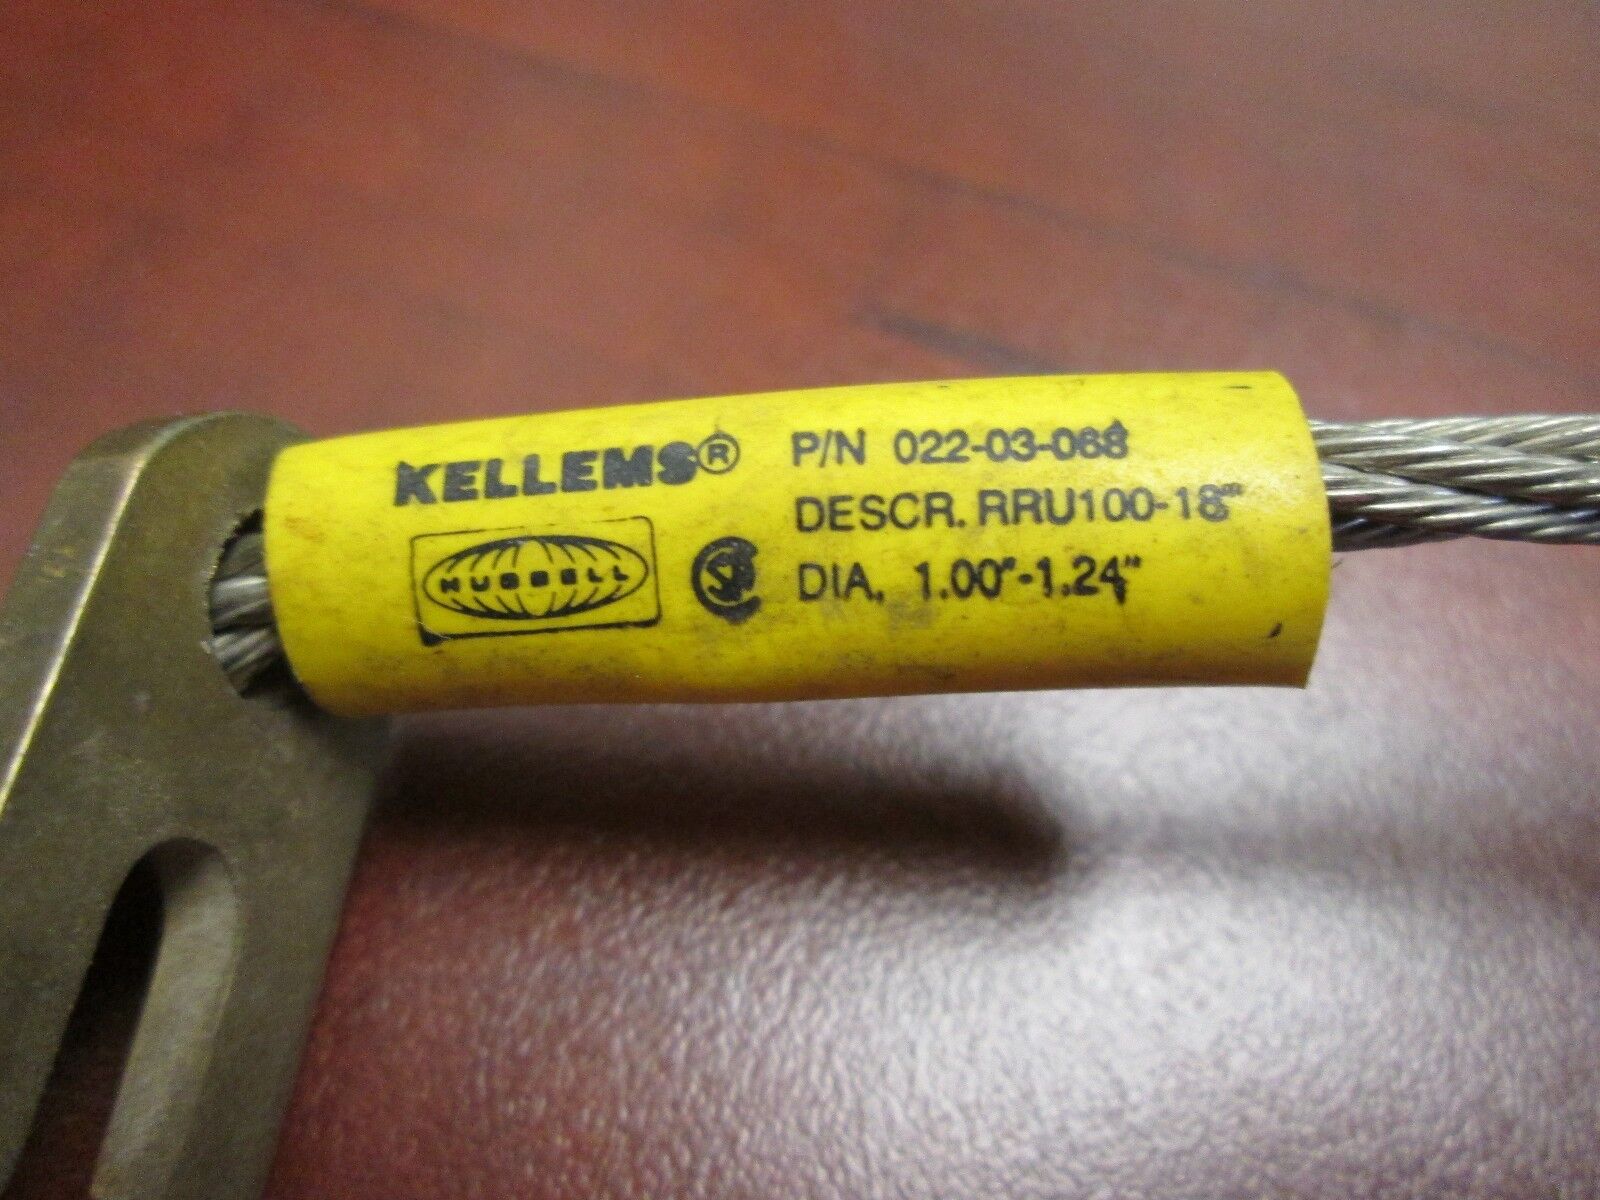 KELLEMS®
HUBBELL
P/N 022-03-068
DESCR. RRU100-18"
DIA. 1.00"-1.24"